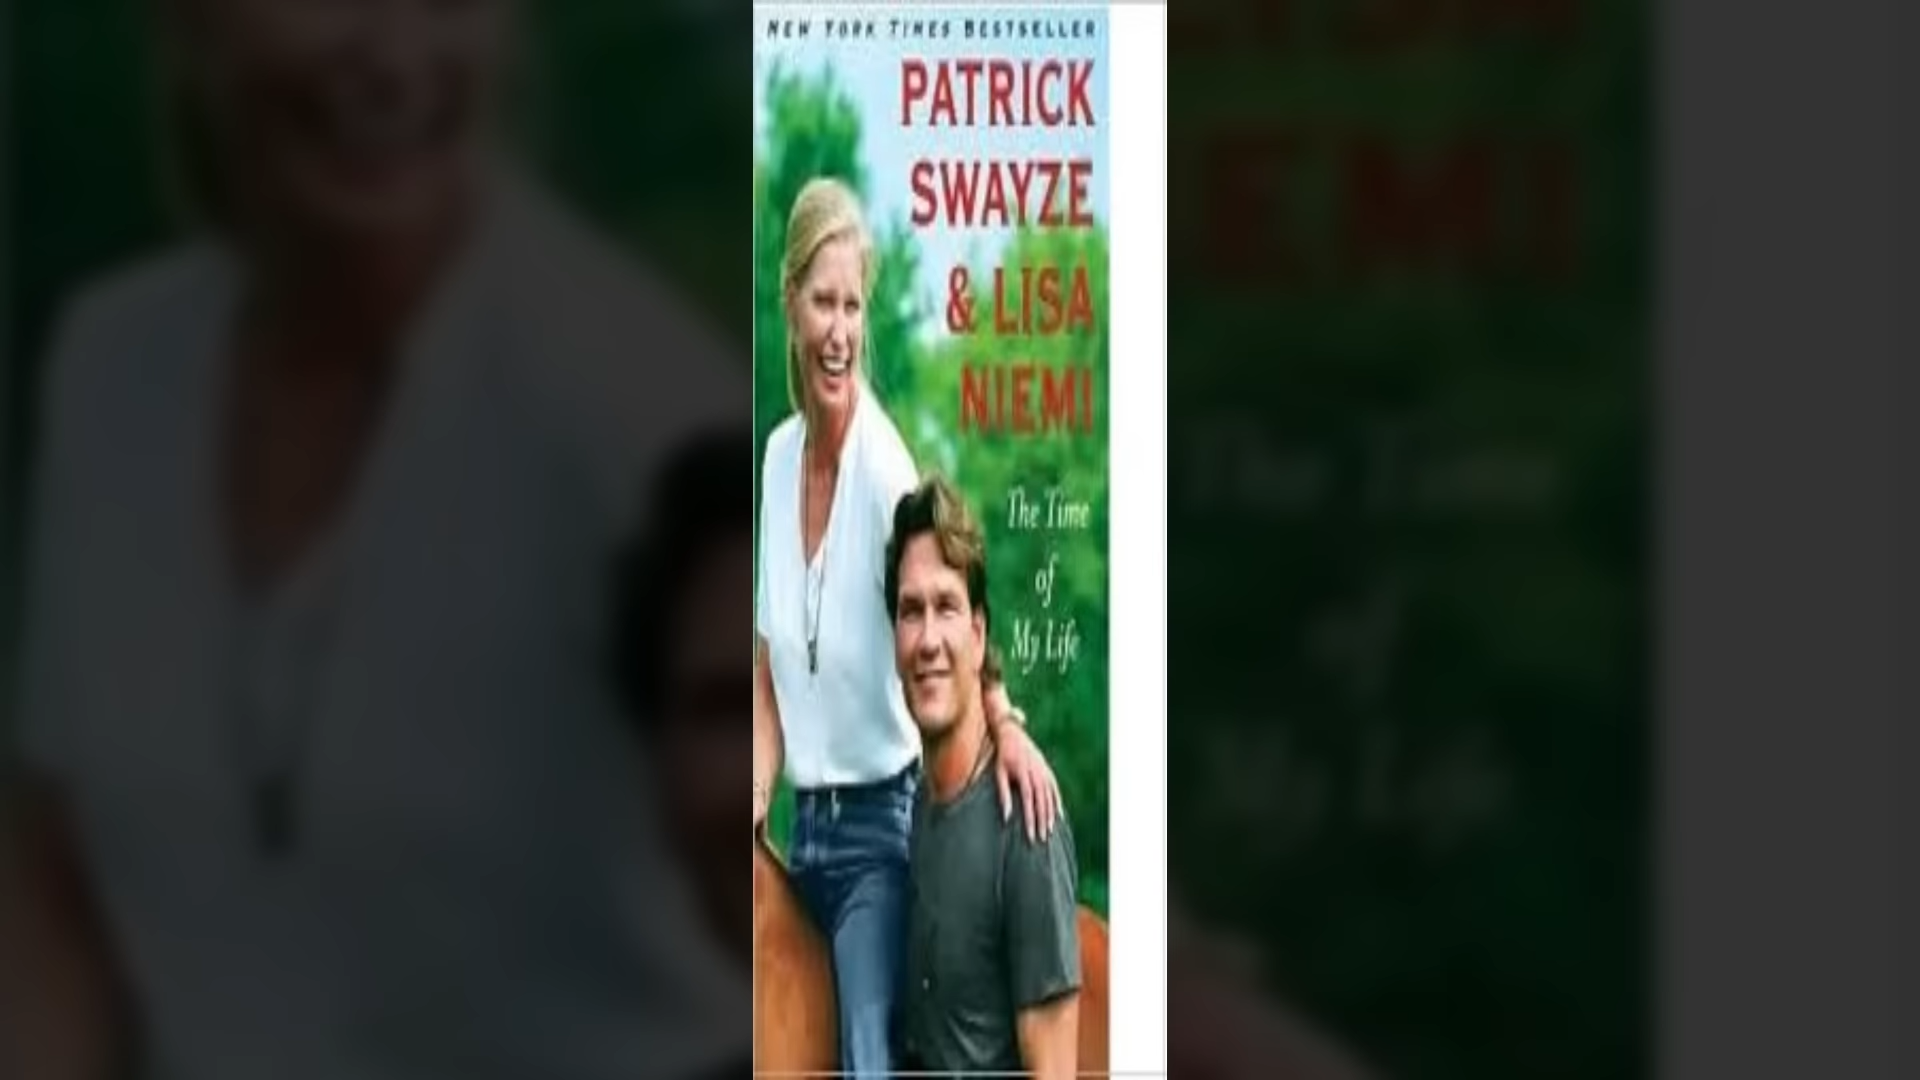 NEW YORK TIMES BESTSELLER
PATRICK
SWAYZE
& LISA
NIEMI
The Time
of
My Life